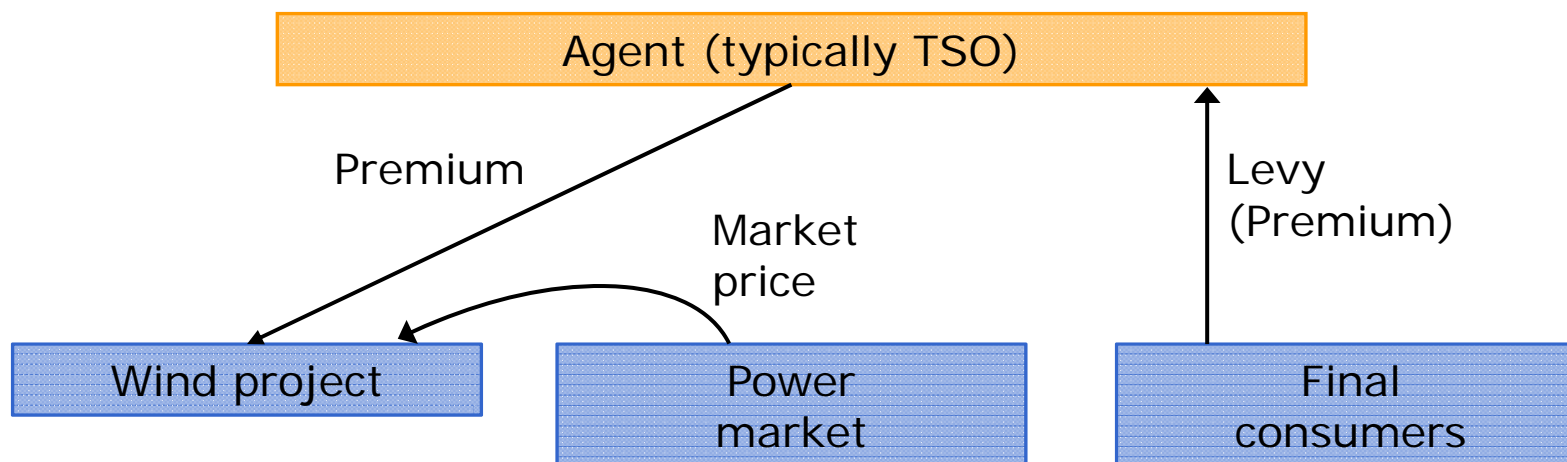 Agent (typically TSO)
Premium
Levy
(Premium)
Market
price
Wind project
Power
market
Final
consumers